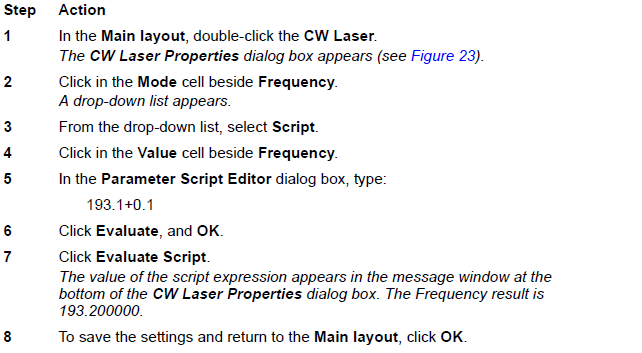 Step Action
1 In the Main layout, double-click the CW Laser.
The CW Laser Properties dialog box appears (see Figure 23).
2 Click in the Mode cell beside Frequency.
A drop-down list appears.
3 From the drop-down list, select Script.
4 Click in the Value cell beside Frequency.
5 In the Parameter Script Editor dialog box, type:
193.1+0.1
6 Click Evaluate, and OK.
7 Click Evaluate Script.
The value of the script expression appears in the message window at the
bottom of the CW Laser Properties dialog box. The Frequency result is
193.200000.
8 To save the settings and return to the Main layout, click OK.